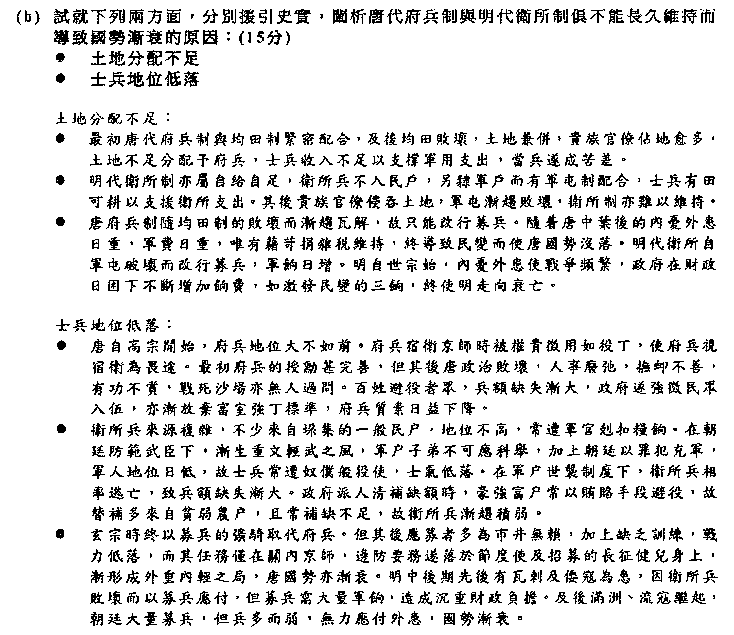 (b) 試就下列兩方面，分別援引史實，闡析唐代府兵制與明代衛所制俱不能長久維持而
導致國勢漸衰的原因：(15分)
● 土地分配不足
● 士兵地位低落
土地分配不足：
● 最初唐代府兵制與均田制緊密配合，及後均田敗壞，土地兼併，貴族官僚佔地愈多，
土地不足分配予府兵，士兵收入不足以支撐軍用支出，當兵遂成苦差。
● 明代衛所制亦屬自給自足，衛所兵不入民戶，另隸軍戶而有軍屯制配合，士兵有田
可耕以支援衛所支出。其後貴族官僚侵吞土地，軍屯漸趨敗壞，衛所制亦難以維持。
● 唐府兵制隨均田制的敗壞而漸趨瓦解，故只能改行募兵。隨著唐中葉後的內憂外患
日重，軍費日重，唯有藉苛捐雜稅維持，終導致民變而使唐國勢沒落。明代衛所自
軍屯破壞而改行募兵，軍餉日增。明自世宗始，內憂外患使戰爭頻繁，政府在財政
日困下不斷增加餉費，如激發民變的三餉，終使明走向衰亡。
士兵地位低落：
● 唐自高宗開始，府兵地位大不如前。府兵宿衛京師時被權貴徵用如役丁，使府兵視
宿衛為畏途。最初府兵的獎勳甚完善，但其後唐政治敗壞，人事廢弛，撫卹不善，
有功不賞，戰死沙場亦無人過問。百姓避役者眾，兵額缺失漸大，政府遂強徵民眾
入伍，亦漸放棄富室強丁標準，府兵質素日益下降。
● 衛所兵來源複雜，不少來自垛集的一般民戶，地位不高，常遭軍官剋扣糧餉。在朝
廷防範武臣下，漸生重文輕武之風，軍戶子弟不可應科舉，加上朝廷以罪犯充軍，
軍人地位日低，故士兵常遭奴僕般役使，士氣低落。在軍戶世襲制度下，衛所兵相
率逃亡，致兵額缺失漸大。政府派人清補缺額時，豪強富戶常以賄賂手段避役，故
替補多來自貧弱農戶，且常補缺不足，故衛所兵漸趨積弱。
● 玄宗時終以募兵的彍騎取代府兵。但其後應募者多為市井無賴，加上缺乏訓練，戰
力低落，而其任務僅在關內京師，邊防要務遂落於節度使及招募的長征健兒身上，
漸形成外重內輕之局，唐國勢亦漸衰。明中後期先後有瓦剌及倭寇為患，因衛所兵
敗壞而以募兵應付，但募兵需大量軍餉，造成沉重財政負擔。及後滿洲、流寇繼起，
朝廷大量募兵，但兵多而弱，無力應付外患，國勢漸衰。